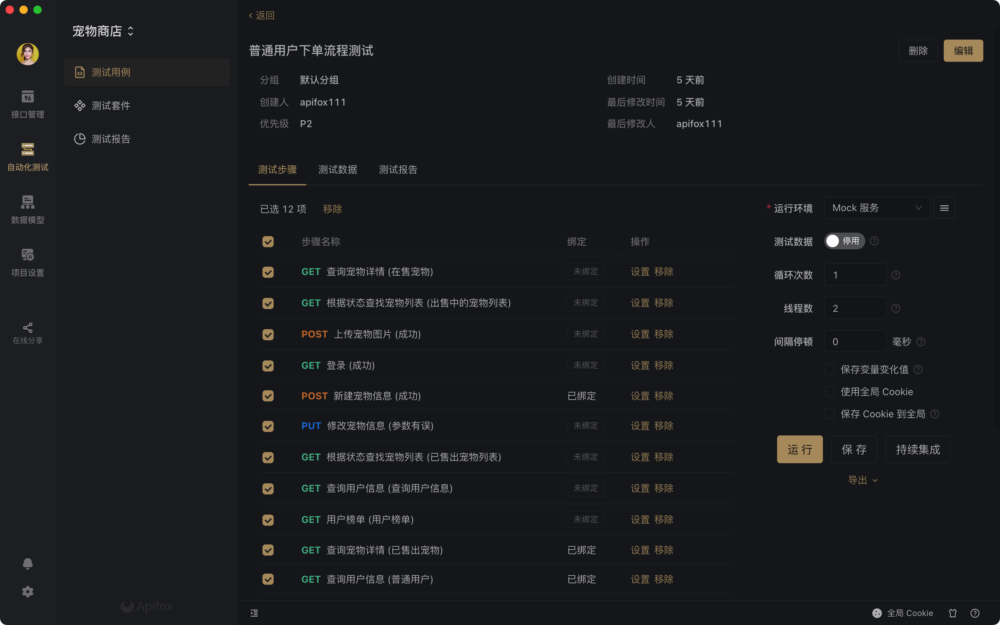 宠物商店
接口管理
自动化测试
数据模型
项目设置
在线分享
测试用例
测试套件
测试报告
Apifox
返回
普通用户下单流程测试
删除 编辑
分组 默认分组 创建时间 5 天前
创建人 apifox111 最后修改时间 5 天前
优先级 P2 最后修改人 apifox111
测试步骤 测试数据 测试报告
已选 12 项 移除
步骤名称 绑定 操作
GET 查询宠物详情 (在售宠物) 未绑定 设置 移除
GET 根据状态查找宠物列表 (出售中的宠物列表) 未绑定 设置 移除
POST 上传宠物图片 (成功) 未绑定 设置 移除
GET 登录 (成功) 未绑定 设置 移除
POST 新建宠物信息 (成功) 已绑定 设置 移除
PUT 修改宠物信息 (参数有误) 未绑定 设置 移除
GET 根据状态查找宠物列表 (已售出宠物列表) 未绑定 设置 移除
GET 查询用户信息 (查询用户信息) 未绑定 设置 移除
GET 用户榜单 (用户榜单) 未绑定 设置 移除
GET 查询宠物详情 (已售出宠物) 已绑定 设置 移除
GET 查询用户信息 (普通用户) 已绑定 设置 移除
* 运行环境 Mock 服务
测试数据 停用
循环次数 1
线程数 2
间隔停顿 0 毫秒
保存变量变化值
使用全局 Cookie
保存 Cookie 到全局
运 行 保 存 持续集成
导出
全局 Cookie